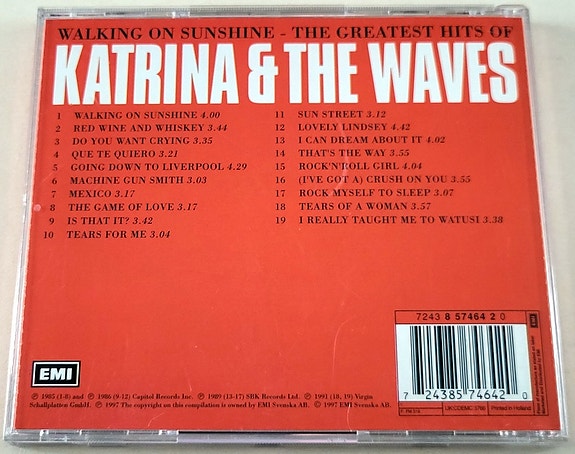 WALKING ON SUNSHINE - THE GREATEST HITS OF
KATRINA & THE WAVES
1 WALKING ON SUNSHINE 4.00
2 RED WINE AND WHISKEY 3.44
3 DO YOU WANT CRYING 3.35
4 QUE TE QUIERO 3.21
5 GOING DOWN TO LIVERPOOL 4.29
6 MACHINE GUN SMITH 3.03
7 MEXICO 3.17
8 THE GAME OF LOVE 3.17
9 IS THAT IT? 3.42
10 TEARS FOR ME 3.04
11 SUN STREET 3.12
12 LOVELY LINDSEY 4.42
13 I CAN DREAM ABOUT IT 4.02
14 THAT'S THE WAY 3.55
15 ROCK'N'ROLL GIRL 4.04
16 (I'VE GOT A) CRUSH ON YOU 3.55
17 ROCK MYSELF TO SLEEP 3.07
18 TEARS OF A WOMAN 3.57
19 I REALLY TAUGHT ME TO WATUSI 3.38
7243 8 57464 2 0
7 24385 74642 0
UK:CDEMC 3766 Printed in Holland
EMI
℗ 1985 (1-8) and ℗ 1986 (9-12) Capitol Records Inc. ℗ 1989 (13-17) SBK Records Ltd. ℗ 1991 (18, 19) Virgin
Schallplatten GmbH. ℗ 1997 The copyright on this compilation is owned by EMI Svenska AB. © 1997 EMI Svenska AB.